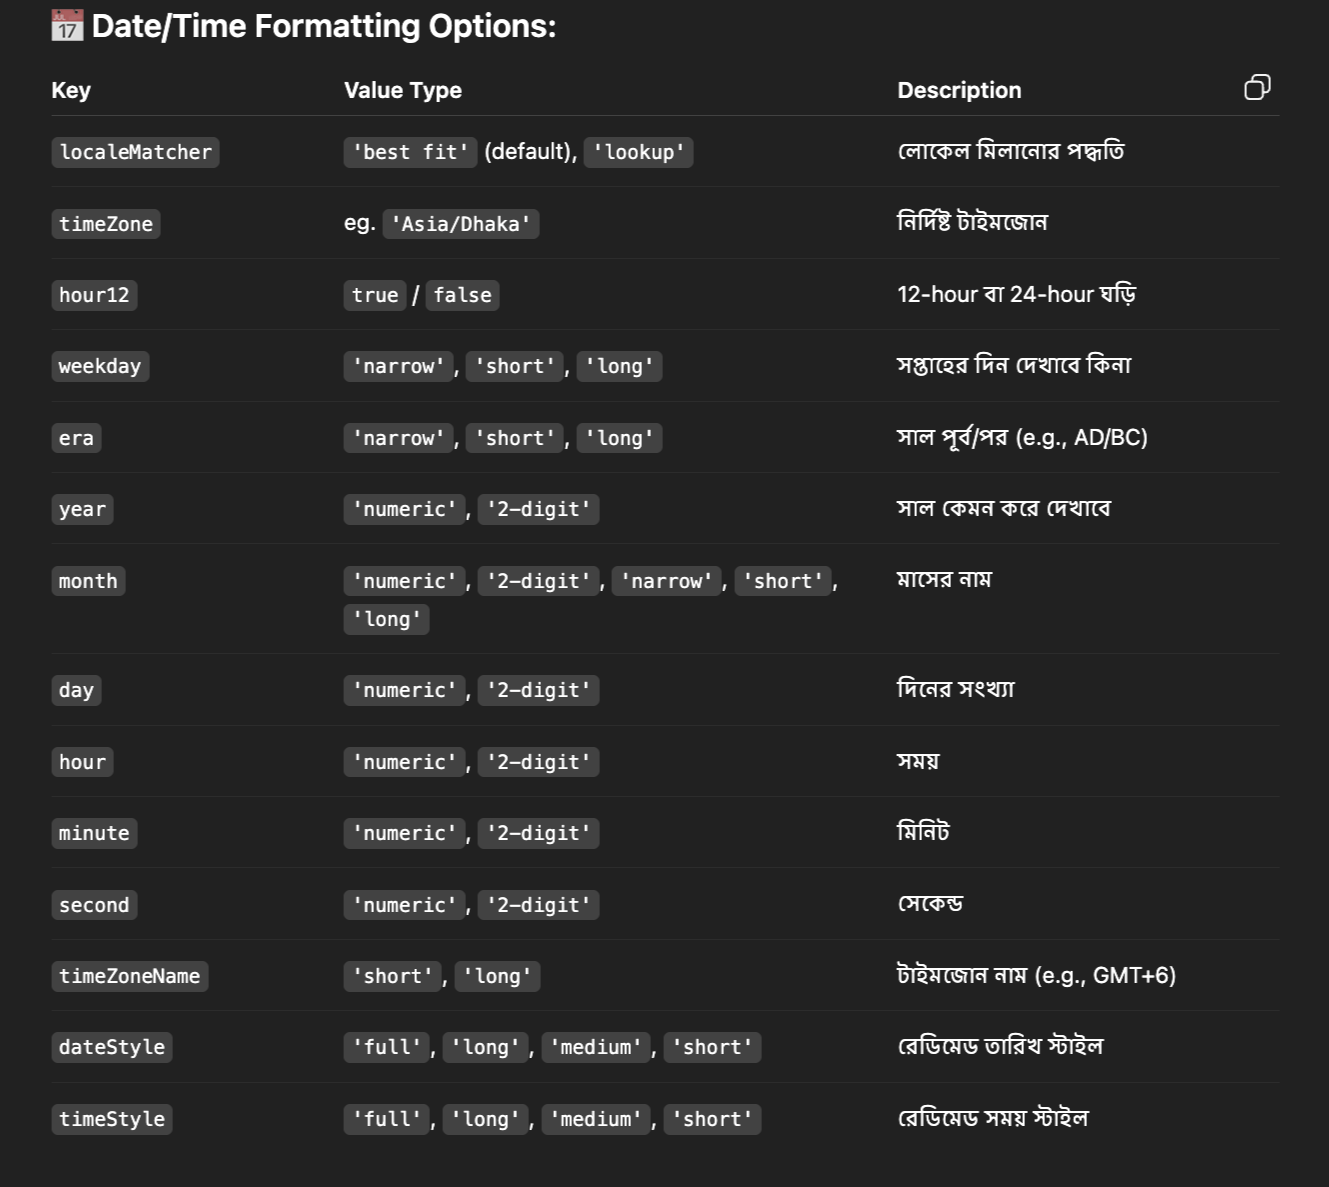 JUL
17
Date/Time Formatting Options:
Key Value Type Description
localeMatcher 'best fit' (default), 'lookup' লোকেল মিলানোর পদ্ধতি
timeZone eg. 'Asia/Dhaka' নির্দিষ্ট টাইমজোন
hour12 true / false 12-hour বা 24-hour ঘড়ি
weekday 'narrow', 'short', 'long' সপ্তাহের দিন দেখাবে কিনা
era 'narrow', 'short', 'long' সাল পূর্ব/পর (e.g., AD/BC)
year 'numeric', '2-digit' সাল কেমন করে দেখাবে
month 'numeric', '2-digit', 'narrow', 'short', মাসের নাম
'long'
day 'numeric', '2-digit' দিনের সংখ্যা
hour 'numeric', '2-digit' সময়
minute 'numeric', '2-digit' মিনিট
second 'numeric', '2-digit' সেকেন্ড
timeZoneName 'short', 'long' টাইমজোন নাম (e.g., GMT+6)
dateStyle 'full', 'long', 'medium', 'short' রেডিমেড তারিখ স্টাইল
timeStyle 'full', 'long', 'medium', 'short' রেডিমেড সময় স্টাইল